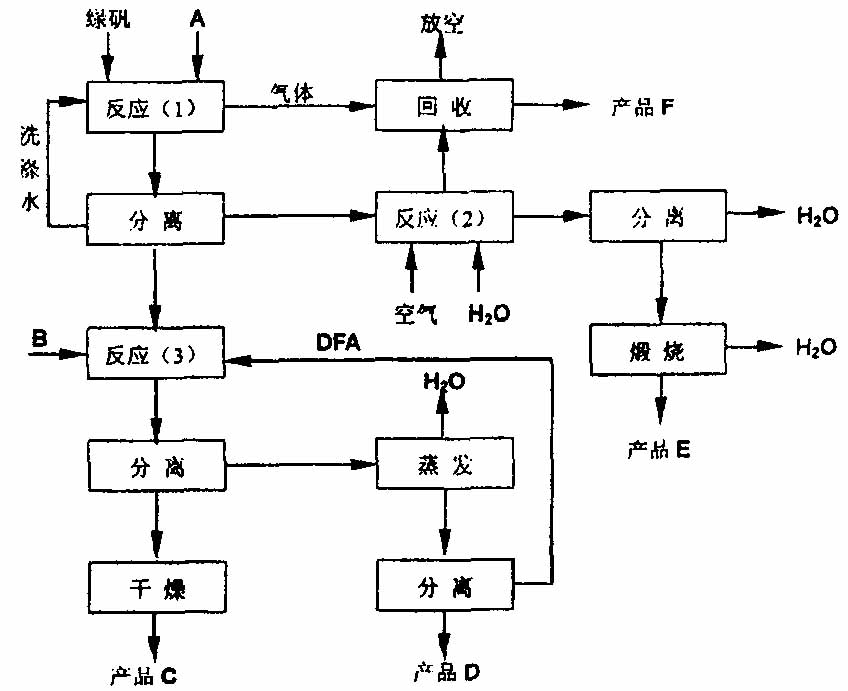 绿矾
A
放空
反应（1）
气体
回收
产品 F
洗
涤
水
分离
反应（2）
分离
H₂O
空气
H₂O
B
反应（3）
DFA
煅烧
H₂O
H₂O
分离
蒸发
产品 E
干燥
分离
产品 C
产品 D